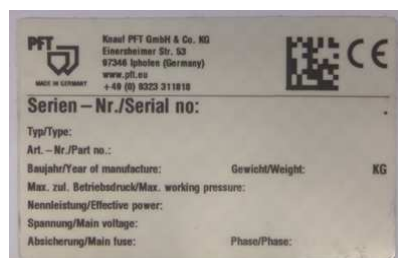 PFT
MADE IN GERMANY
Knauf PFT GmbH & Co. KG
Einersheimer Str. 53
97346 Iphofen (Germany)
www.pft.eu
+49 (0) 9323 311818
CE
Serien – Nr./Serial no:
Typ/Type:
Art. – Nr./Part no.:
Baujahr/Year of manufacture: Gewicht/Weight: KG
Max. zul. Betriebsdruck/Max. working pressure:
Nennleistung/Effective power:
Spannung/Main voltage:
Absicherung/Main fuse: Phase/Phase: